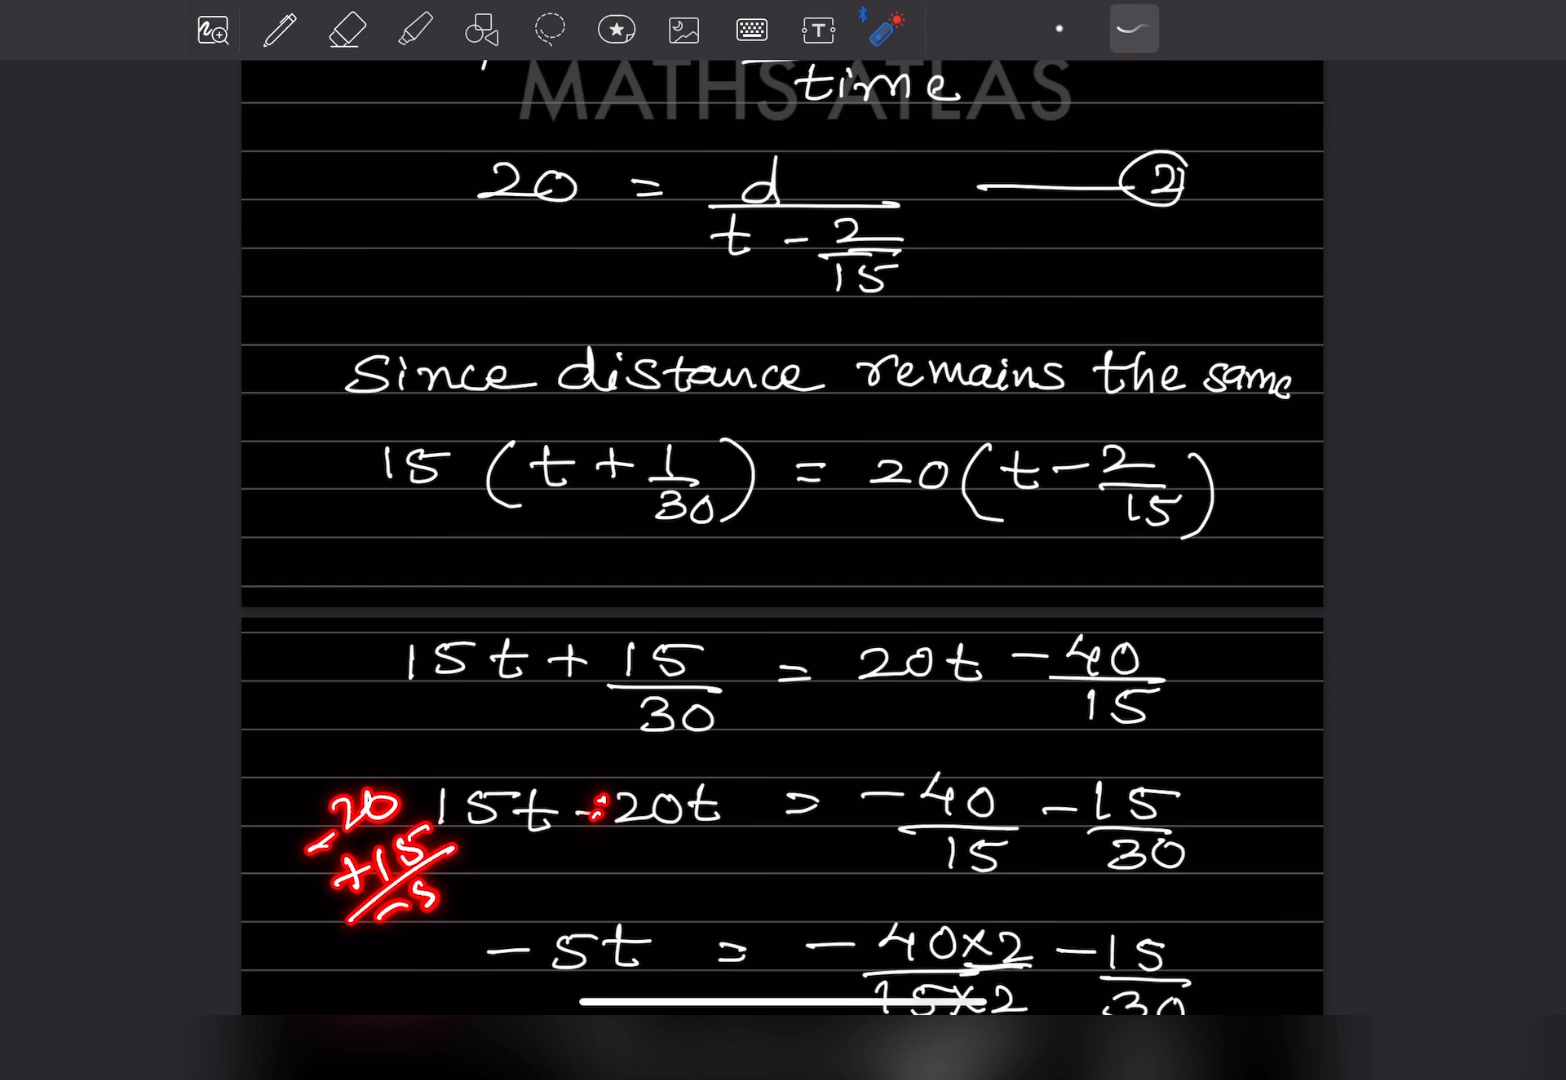 time
MATHS ATLAS
20 = d / (t - 2/15) —— ②
Since distance remains the same
15 (t + 1/30) = 20 (t - 2/15)
15t + 15/30 = 20t - 40/15
15t - 20t = -40/15 - 15/30
-20
+15
-5
-5t = -40×2/15×2 - 15/30